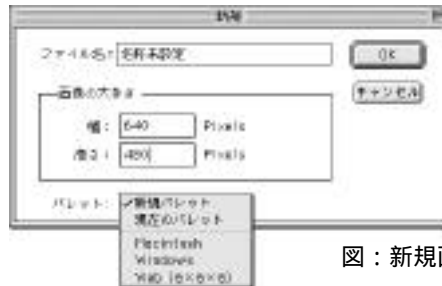 新規
ファイル名: 名称未設定
OK
画像の大きさ
キャンセル
幅: 640 Pixels
高さ: 480 Pixels
パレット: ✓新規パレット
現在のパレット
Macintosh
Windows
Web (6×6×6)
図：新規画